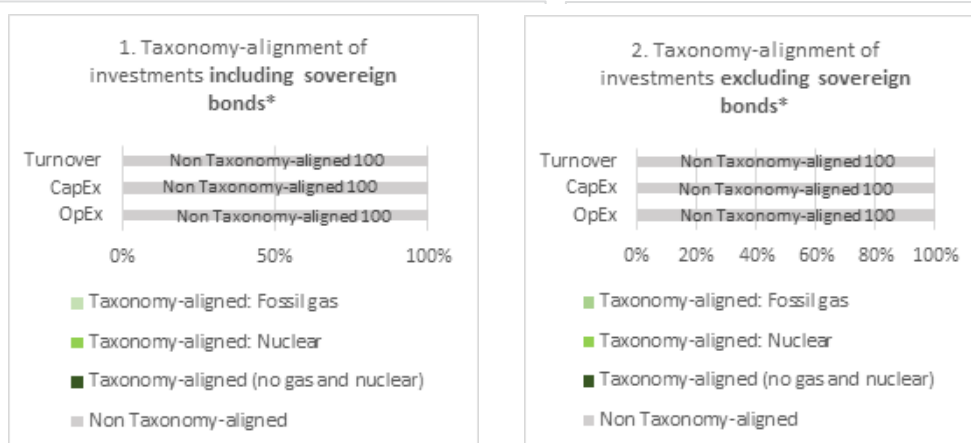 1. Taxonomy-alignment of
investments including sovereign
bonds*
Turnover
Non Taxonomy-aligned 100
CapEx
Non Taxonomy-aligned 100
OpEx
Non Taxonomy-aligned 100
0% 50% 100%
Taxonomy-aligned: Fossil gas
Taxonomy-aligned: Nuclear
Taxonomy-aligned (no gas and nuclear)
Non Taxonomy-aligned
2. Taxonomy-alignment of
investments excluding sovereign
bonds*
Turnover
Non Taxonomy-aligned 100
CapEx
Non Taxonomy-aligned 100
OpEx
Non Taxonomy-aligned 100
0% 20% 40% 60% 80% 100%
Taxonomy-aligned: Fossil gas
Taxonomy-aligned: Nuclear
Taxonomy-aligned (no gas and nuclear)
Non Taxonomy-aligned